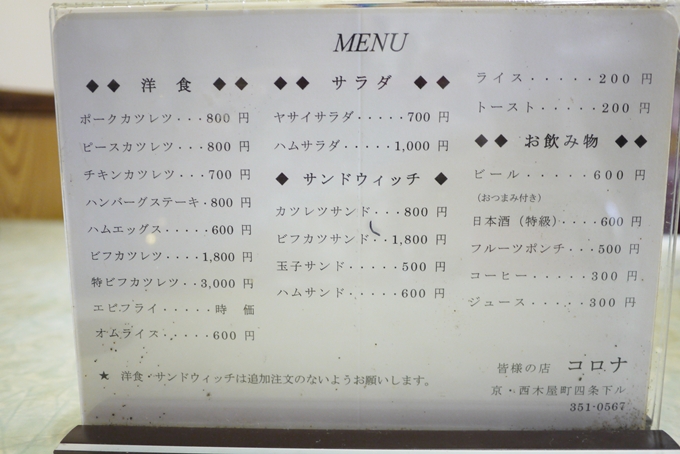 MENU
◆◆ 洋食 ◆◆
ポークカツレツ・・・800 円
ビースカツレツ・・・800 円
チキンカツレツ・・・700 円
ハンバーグステーキ・800 円
ハムエッグス・・・・・600 円
ビフカツレツ・・・・1,800 円
特ビフカツレツ・・3,000 円
エビフライ・・・・・時 価
オムライス・・・・・600 円
◆◆ サラダ ◆◆
ヤサイサラダ・・・・・700 円
ハムサラダ・・・・・1,000 円
◆ サンドウィッチ ◆
カツレツサンド・・・800 円
ビフカツサンド・・1,800 円
玉子サンド・・・・・500 円
ハムサンド・・・・・600 円
ライス・・・・・200 円
トースト・・・・・200 円
◆◆ お飲み物 ◆◆
ビール・・・・・600 円
(おつまみ付き)
日本酒（特級）・・・・600 円
フルーツポンチ・・・500 円
コーヒー・・・・・300 円
ジュース・・・・・300 円
★ 洋食・サンドウィッチは追加注文のないようお願いします。
皆様の店 コロナ
京・西木屋町四条下ル
351-0567